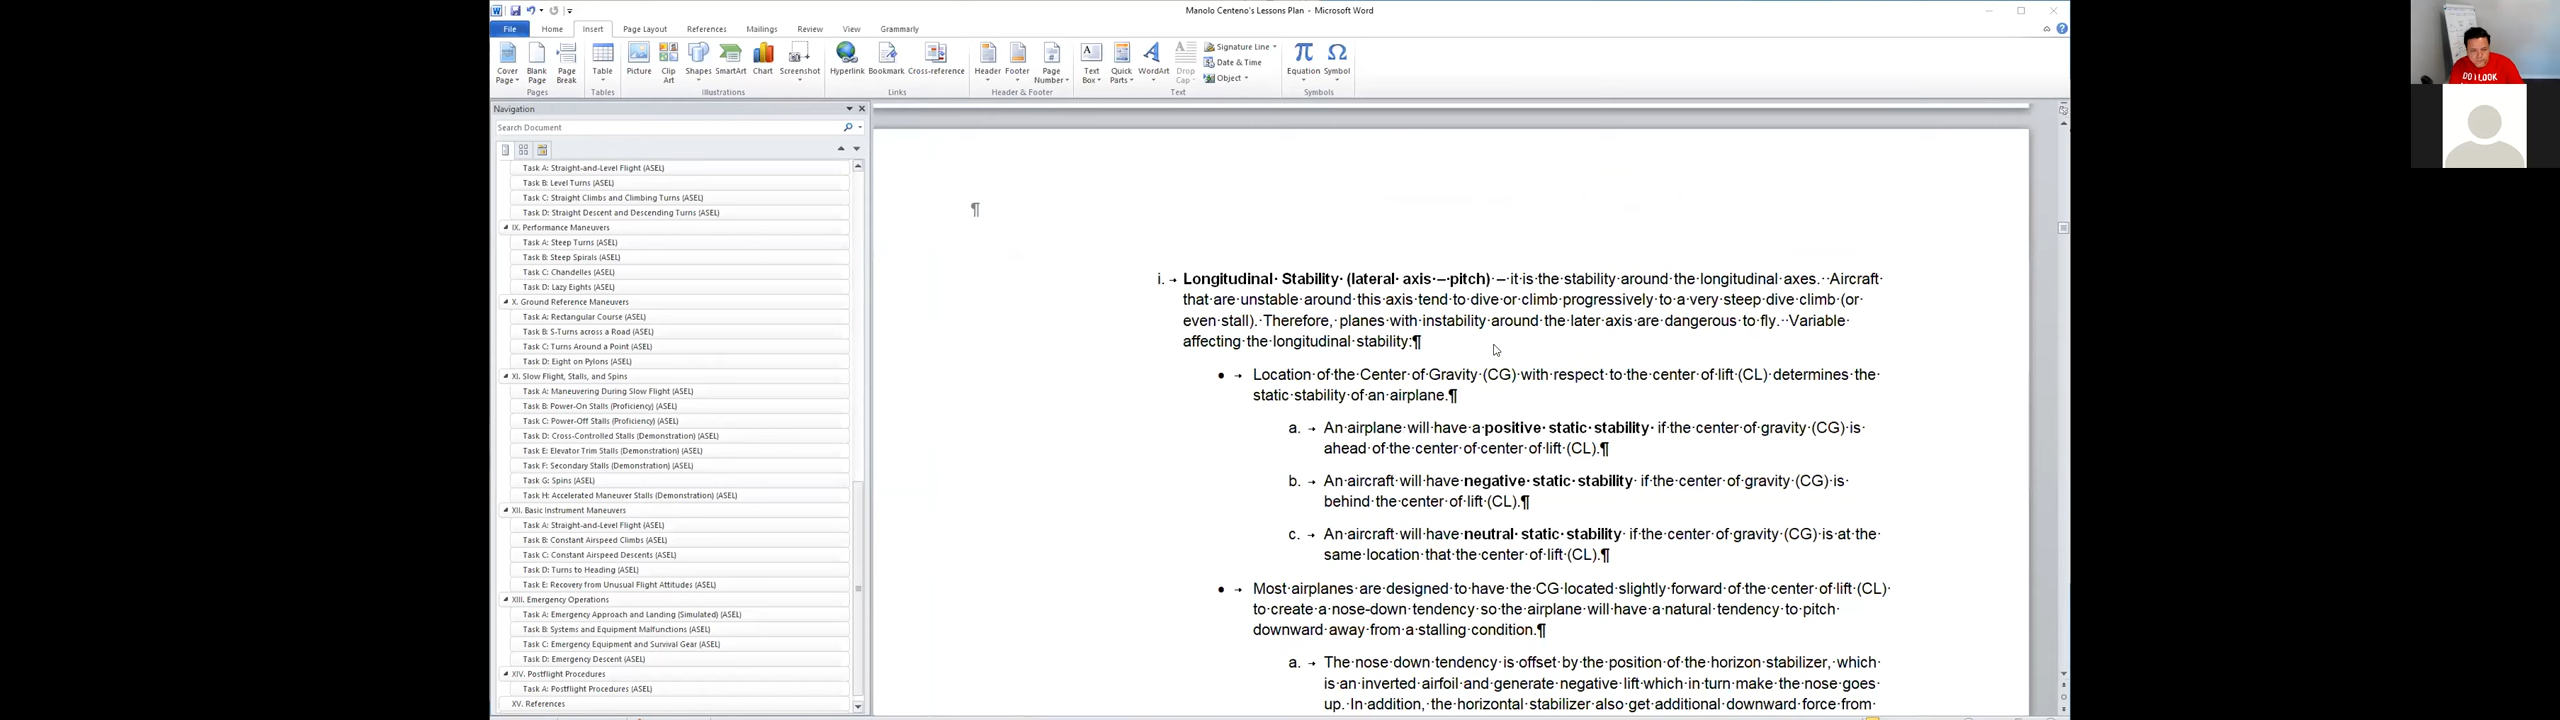 Manolo Centeno's Lessons Plan - Microsoft Word
File Home Insert Page Layout References Mailings Review View Grammarly
Cover Page
Blank Page
Page Break
Table
Picture
Clip Art
Shapes
SmartArt
Chart
Screenshot
Hyperlink
Bookmark
Cross-reference
Header
Footer
Page Number
Text Box
Quick Parts
WordArt
Drop Cap
Signature Line
Date & Time
Object
Equation
Symbol
Pages Tables Illustrations Links Header & Footer Text Symbols
DO I LOOK
Navigation
Search Document
Task A: Straight-and-Level Flight (ASEL)
Task B: Level Turns (ASEL)
Task C: Straight Climbs and Climbing Turns (ASEL)
Task D: Straight Descent and Descending Turns (ASEL)
IX. Performance Maneuvers
Task A: Steep Turns (ASEL)
Task B: Steep Spirals (ASEL)
Task C: Chandelles (ASEL)
Task D: Lazy Eights (ASEL)
X. Ground Reference Maneuvers
Task A: Rectangular Course (ASEL)
Task B: S-Turns across a Road (ASEL)
Task C: Turns Around a Point (ASEL)
Task D: Eight on Pylons (ASEL)
XI. Slow Flight, Stalls, and Spins
Task A: Maneuvering During Slow Flight (ASEL)
Task B: Power-On Stalls (Proficiency) (ASEL)
Task C: Power-Off Stalls (Proficiency) (ASEL)
Task D: Cross-Controlled Stalls (Demonstration) (ASEL)
Task E: Elevator Trim Stalls (Demonstration) (ASEL)
Task F: Secondary Stalls (Demonstration) (ASEL)
Task G: Spins (ASEL)
Task H: Accelerated Maneuver Stalls (Demonstration) (ASEL)
XII. Basic Instrument Maneuvers
Task A: Straight-and-Level Flight (ASEL)
Task B: Constant Airspeed Climbs (ASEL)
Task C: Constant Airspeed Descents (ASEL)
Task D: Turns to Heading (ASEL)
Task E: Recovery from Unusual Flight Attitudes (ASEL)
XIII. Emergency Operations
Task A: Emergency Approach and Landing (Simulated) (ASEL)
Task B: Systems and Equipment Malfunctions (ASEL)
Task C: Emergency Equipment and Survival Gear (ASEL)
Task D: Emergency Descent (ASEL)
XIV. Postflight Procedures
Task A: Postflight Procedures (ASEL)
XV. References
¶
i. Longitudinal Stability (lateral axis – pitch) – it is the stability around the longitudinal axes. Aircraft
that are unstable around this axis tend to dive or climb progressively to a very steep dive climb (or
even stall). Therefore, planes with instability around the later axis are dangerous to fly. Variable
affecting the longitudinal stability:¶
• Location of the Center of Gravity (CG) with respect to the center of lift (CL) determines the
static stability of an airplane.¶
a. An airplane will have a positive static stability if the center of gravity (CG) is
ahead of the center of center of lift (CL).¶
b. An aircraft will have negative static stability if the center of gravity (CG) is
behind the center of lift (CL).¶
c. An aircraft will have neutral static stability if the center of gravity (CG) is at the
same location that the center of lift (CL).¶
• Most airplanes are designed to have the CG located slightly forward of the center of lift (CL)
to create a nose-down tendency so the airplane will have a natural tendency to pitch
downward away from a stalling condition.¶
a. The nose down tendency is offset by the position of the horizon stabilizer, which
is an inverted airfoil and generate negative lift which in turn make the nose goes
up. In addition, the horizontal stabilizer also get additional downward force from